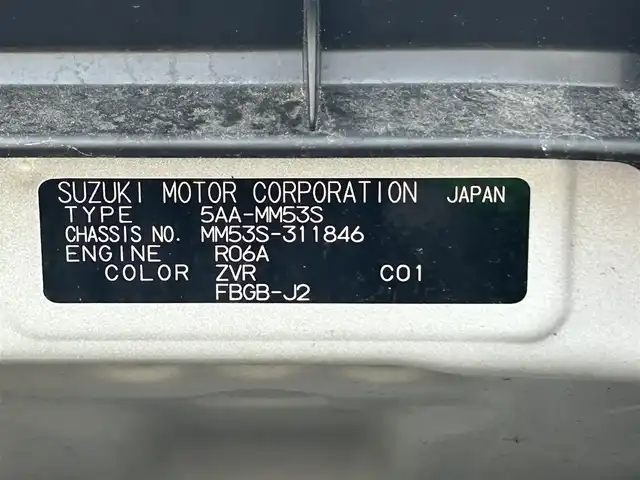 SUZUKI MOTOR CORPORATION JAPAN
TYPE 5AA-MM53S
CHASSIS NO. MM53S-311846
ENGINE R06A
COLOR ZVR C01
FBGB-J2